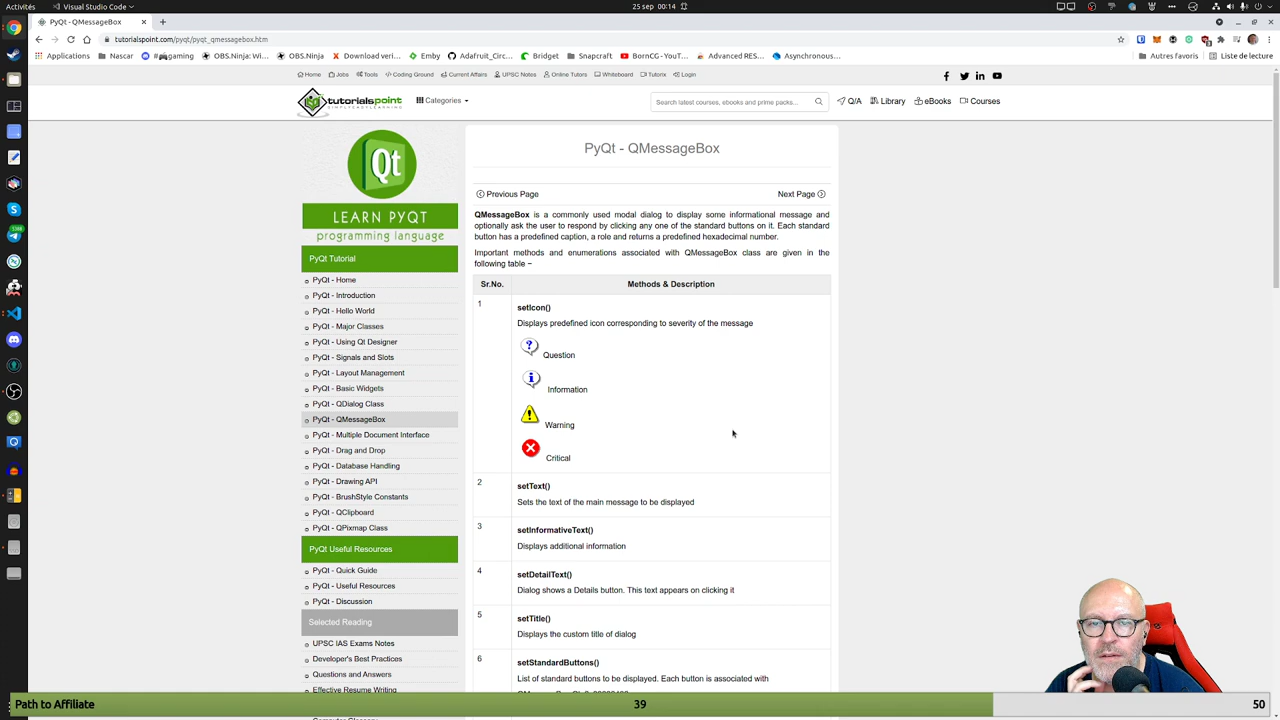 Activités
Visual Studio Code
25 sep 00:14
PyQt - QMessageBox
tutorialspoint.com/pyqt/pyqt_qmessagebox.htm
Applications
Nascar
#🎮gaming
OBS.Ninja: Wi...
OBS.Ninja
Download veri...
Emby
Adafruit_Circ...
Bridget
Snapcraft
BornCG - YouT...
Advanced RES...
Asynchronous...
Autres favoris
Liste de lecture
Home
Jobs
Tools
Coding Ground
Current Affairs
UPSC Notes
Online Tutors
Whiteboard
Tutorix
Login
tutorialspoint
SIMPLYEASYLEARNING
Categories
Search latest courses, ebooks and prime packs...
Q/A
Library
eBooks
Courses
Qt
LEARN PYQT
programming language
PyQt Tutorial
PyQt - Home
PyQt - Introduction
PyQt - Hello World
PyQt - Major Classes
PyQt - Using Qt Designer
PyQt - Signals and Slots
PyQt - Layout Management
PyQt - Basic Widgets
PyQt - QDialog Class
PyQt - QMessageBox
PyQt - Multiple Document Interface
PyQt - Drag and Drop
PyQt - Database Handling
PyQt - Drawing API
PyQt - BrushStyle Constants
PyQt - QClipboard
PyQt - QPixmap Class
PyQt Useful Resources
PyQt - Quick Guide
PyQt - Useful Resources
PyQt - Discussion
Selected Reading
UPSC IAS Exams Notes
Developer's Best Practices
Questions and Answers
Effective Resume Writing
PyQt - QMessageBox
Previous Page
Next Page
QMessageBox is a commonly used modal dialog to display some informational message and
optionally ask the user to respond by clicking any one of the standard buttons on it. Each standard
button has a predefined caption, a role and returns a predefined hexadecimal number.
Important methods and enumerations associated with QMessageBox class are given in the
following table −
Sr.No.
Methods & Description
1
setIcon()
Displays predefined icon corresponding to severity of the message
Question
Information
Warning
Critical
2
setText()
Sets the text of the main message to be displayed
3
setInformativeText()
Displays additional information
4
setDetailText()
Dialog shows a Details button. This text appears on clicking it
5
setTitle()
Displays the custom title of dialog
6
setStandardButtons()
List of standard buttons to be displayed. Each button is associated with
Path to Affiliate
39
50